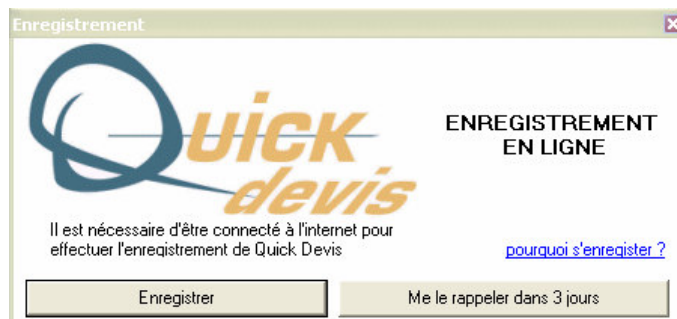 Enregistrement
QUICK
devis
ENREGISTREMENT
EN LIGNE
Il est nécessaire d'être connecté à l'internet pour
effectuer l'enregistrement de Quick Devis
pourquoi s'enregister ?
Enregistrer
Me le rappeler dans 3 jours